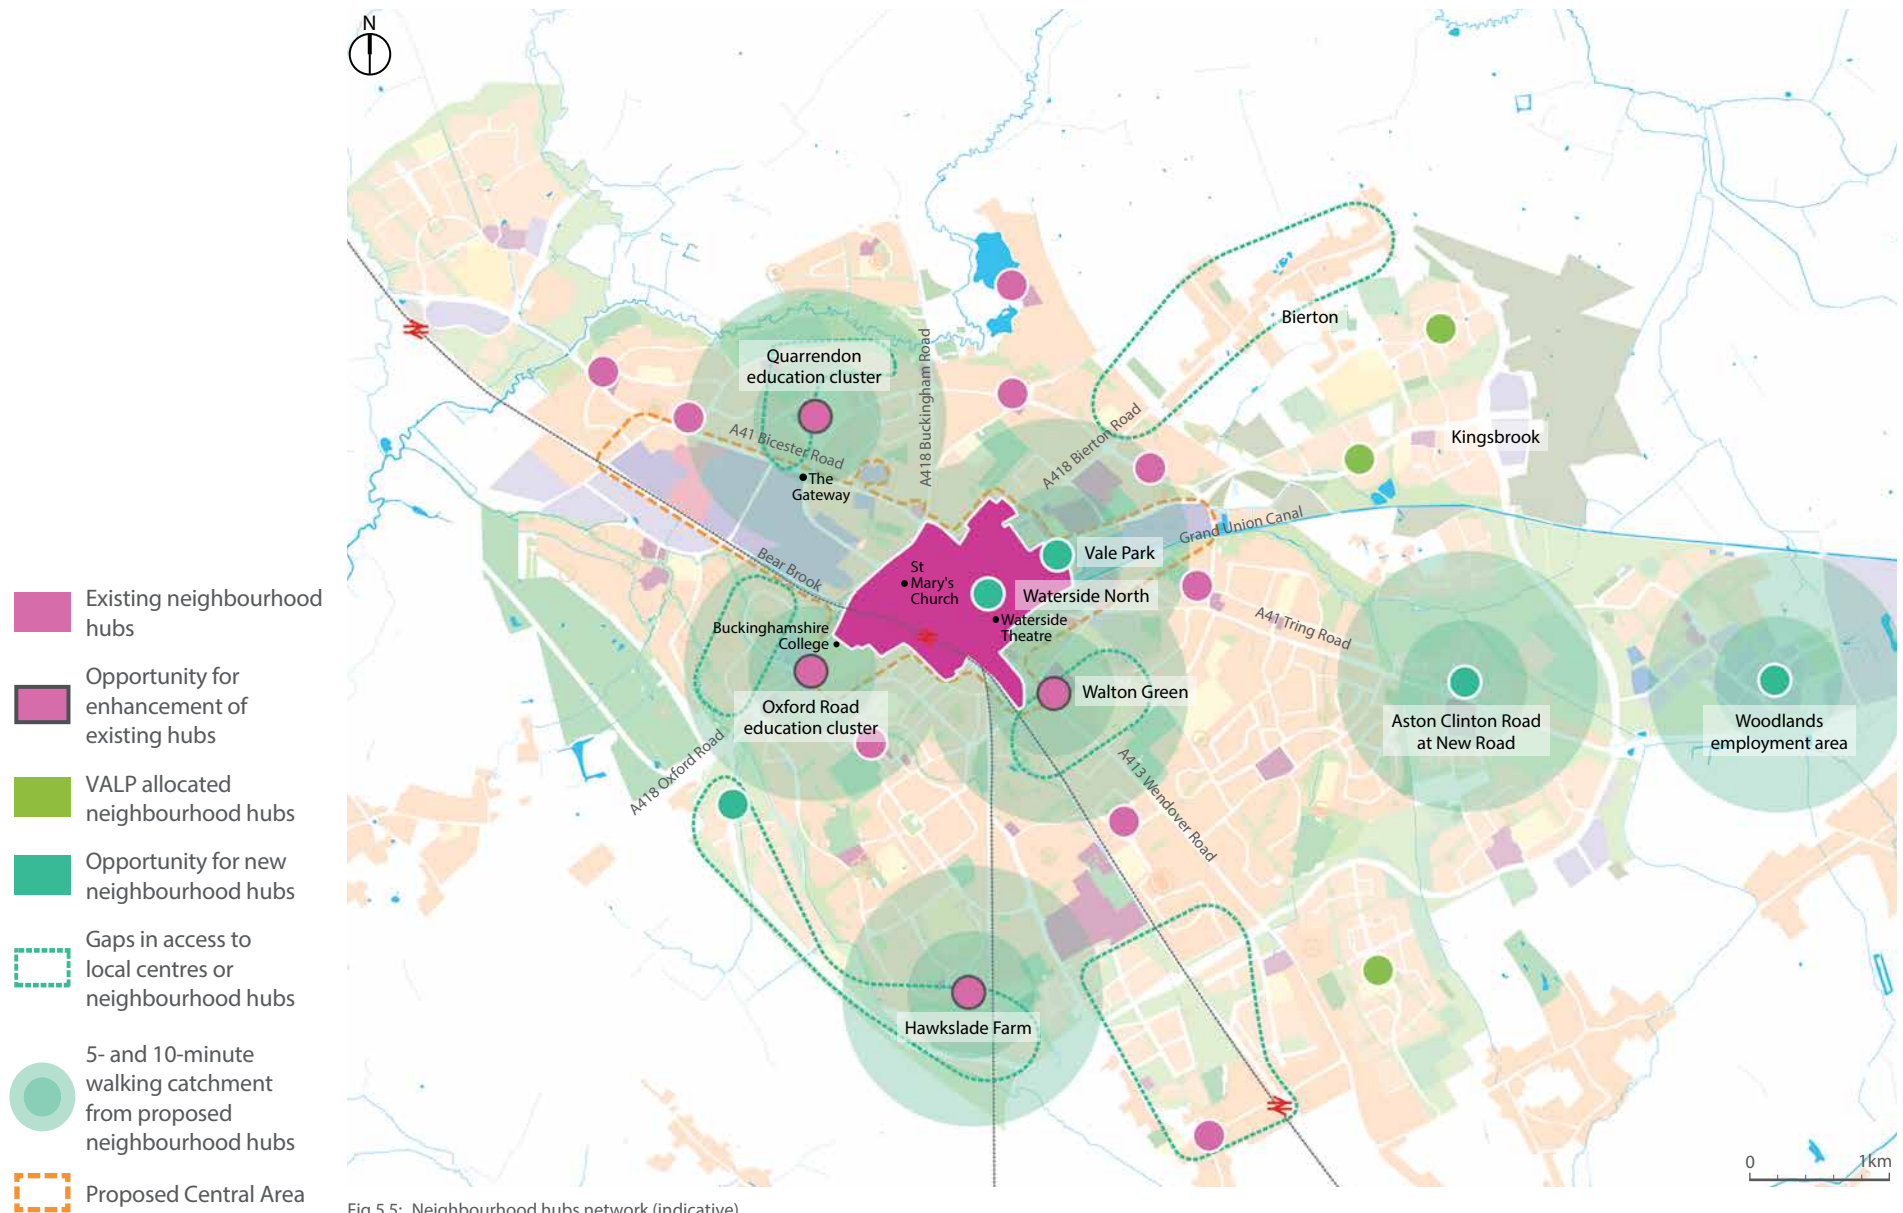 N
Quarrendon
education cluster
A41 Bicester Road
The
Gateway
A418 Buckingham Road
A418 Bierton Road
Bierton
Kingsbrook
Grand Union Canal
Bear Brook
St
Mary's
Church
Vale Park
Waterside North
Waterside
Theatre
A41 Tring Road
Buckinghamshire
College
Oxford Road
education cluster
Walton Green
Aston Clinton Road
at New Road
Woodlands
employment area
A418 Oxford Road
A413 Wendover Road
Hawkslade Farm
0
1km
Existing neighbourhood
hubs
Opportunity for
enhancement of
existing hubs
VALP allocated
neighbourhood hubs
Opportunity for new
neighbourhood hubs
Gaps in access to
local centres or
neighbourhood hubs
5- and 10-minute
walking catchment
from proposed
neighbourhood hubs
Proposed Central Area
Fig 5.5: Neighbourhood hubs network (indicative)